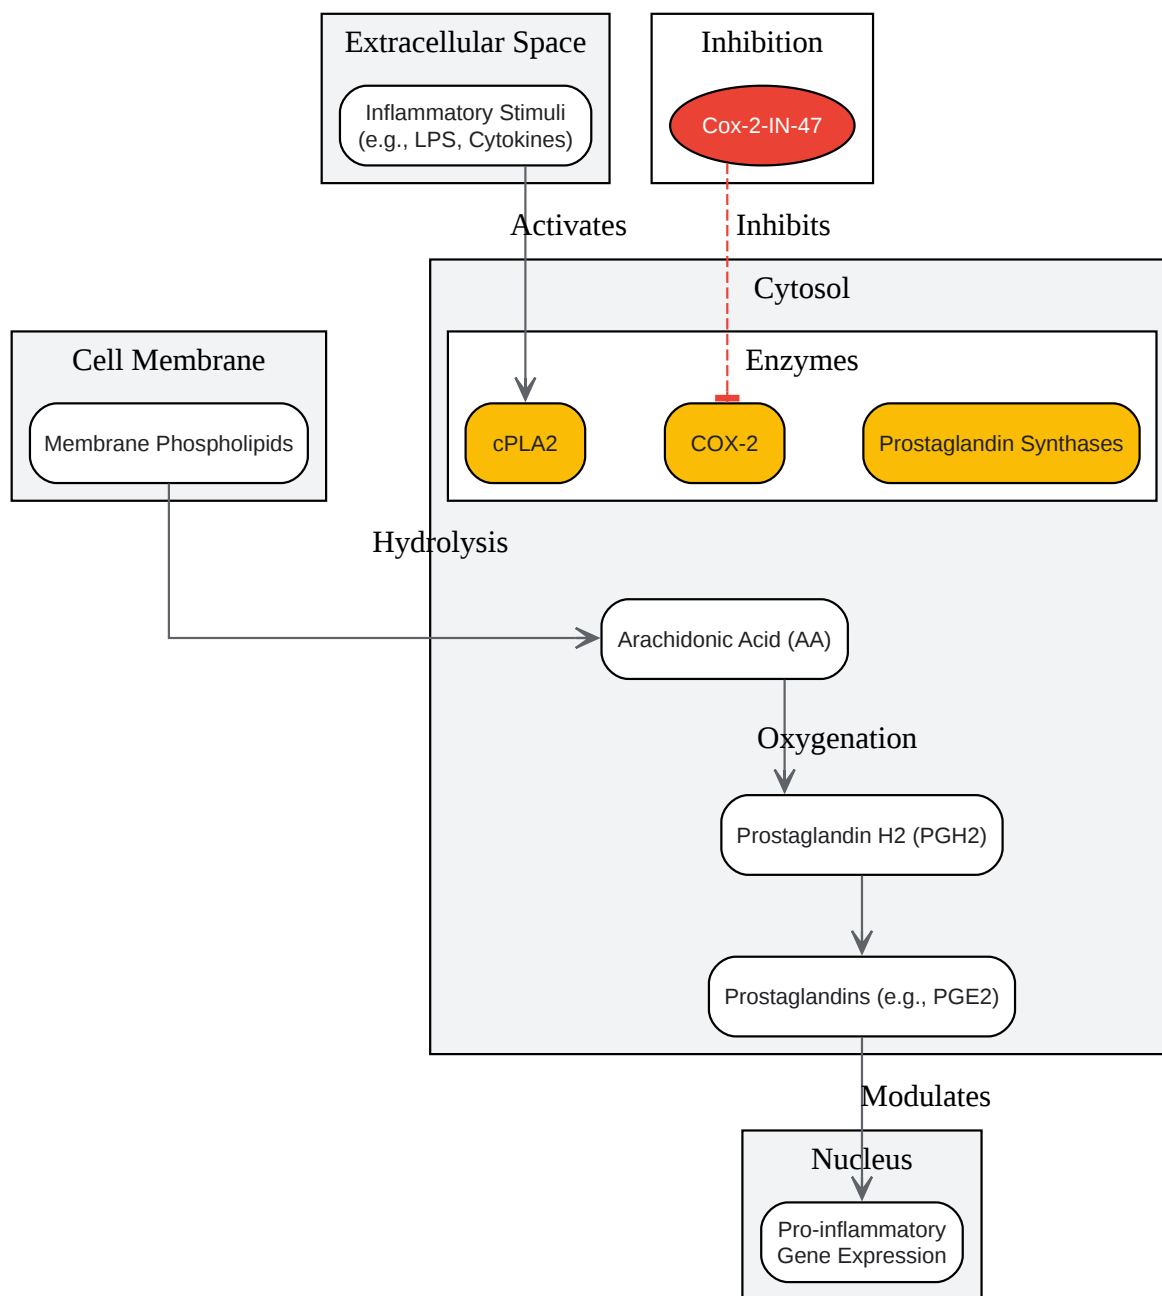 Extracellular Space
Inflammatory Stimuli
(e.g., LPS, Cytokines)
Inhibition
Cox-2-IN-47
Activates
Inhibits
Cytosol
Cell Membrane
Membrane Phospholipids
Enzymes
cPLA2
COX-2
Prostaglandin Synthases
Hydrolysis
Arachidonic Acid (AA)
Oxygenation
Prostaglandin H2 (PGH2)
Prostaglandins (e.g., PGE2)
Modulates
Nucleus
Pro-inflammatory
Gene Expression